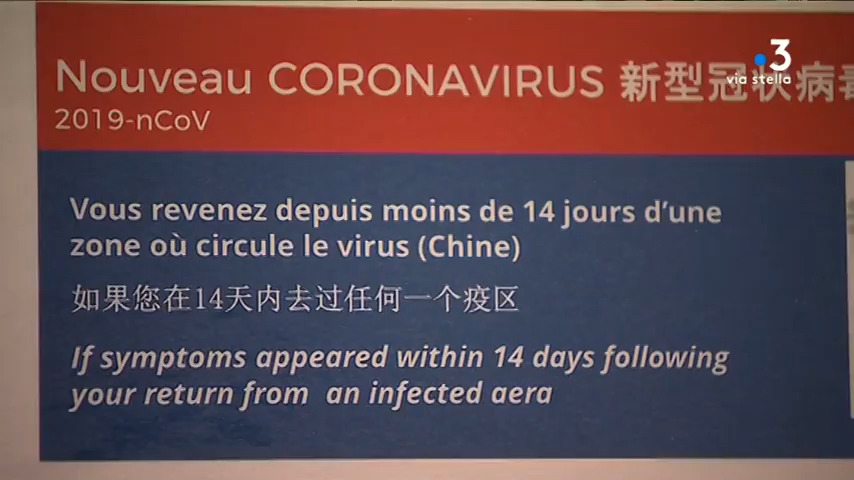 Nouveau CORONAVIRUS 新型冠状病毒
2019-nCoV
3
via stella
Vous revenez depuis moins de 14 jours d'une
zone où circule le virus (Chine)
如果您在14天内去过任何一个疫区
If symptoms appeared within 14 days following
your return from an infected aera